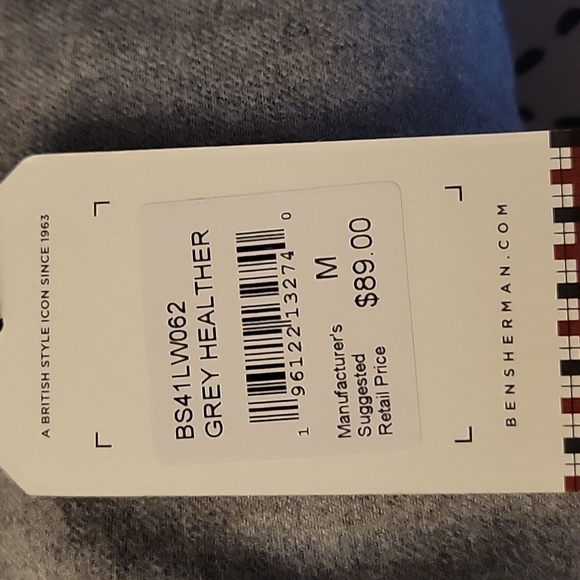 A BRITISH STYLE ICON SINCE 1963
BS41LW062
GREY HEALTHER
1 96122 13274 0
M
Manufacturer's
Suggested
Retail Price
$89.00
BENSHERMAN.COM